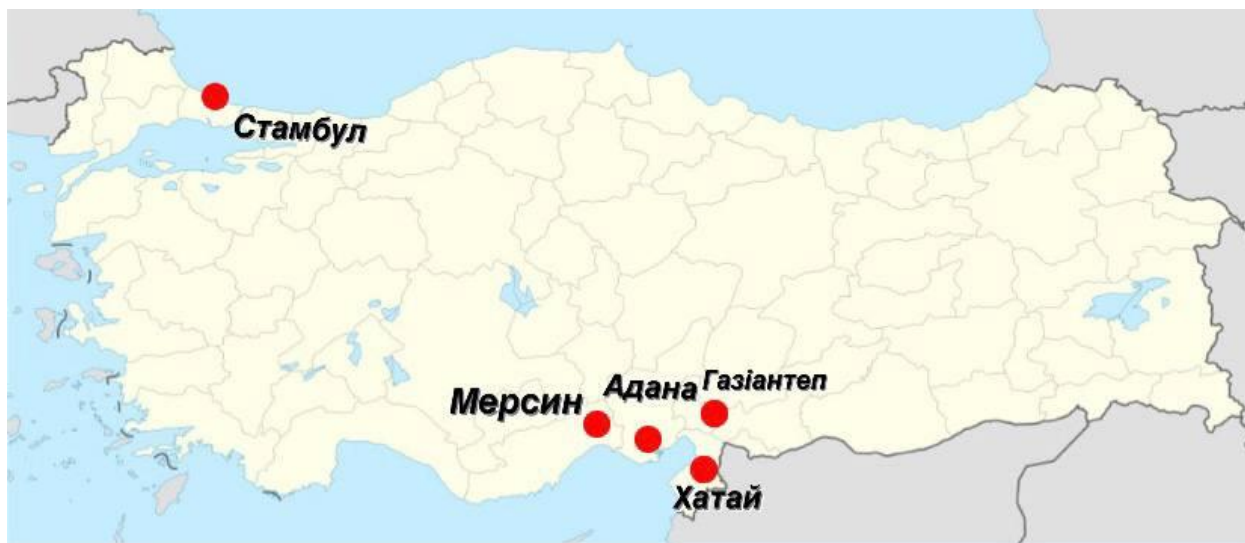 Стамбул
Мерсин
Адана
Газіантеп
Хатай